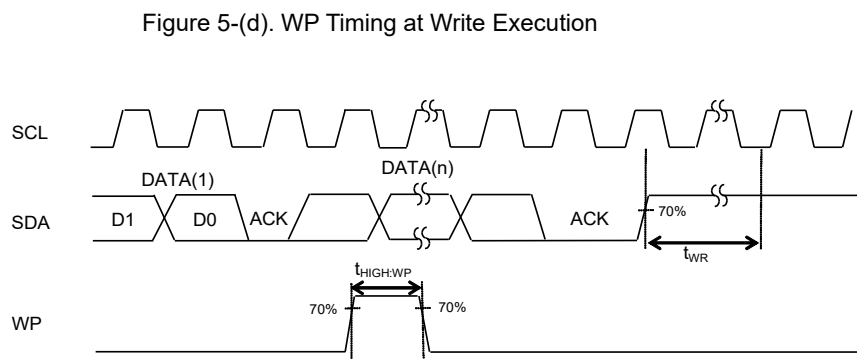 Figure 5-(d). WP Timing at Write Execution
SCL
DATA(1)
DATA(n)
SDA
D1
D0
ACK
ACK
70%
tWR
tHIGH:WP
WP
70%
70%